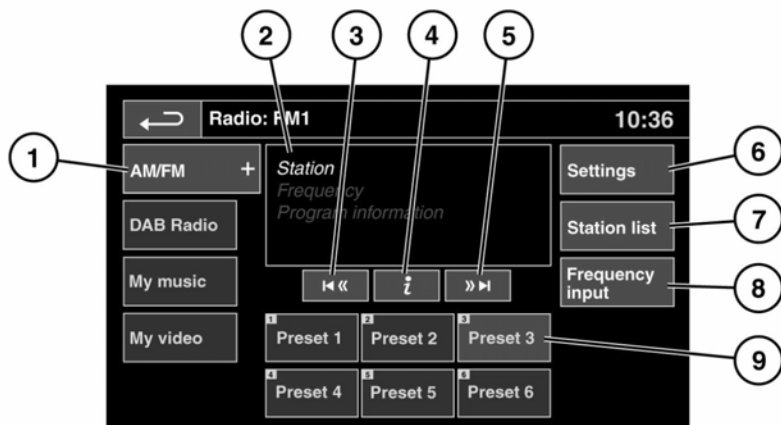 2
3
4
5
Radio: FM1
10:36
1
AM/FM +
Station
Frequency
Program information
Settings
6
DAB Radio
Station list
7
My music
i
Frequency
input
8
My video
1
Preset 1
2
Preset 2
3
Preset 3
9
4
Preset 4
5
Preset 5
6
Preset 6